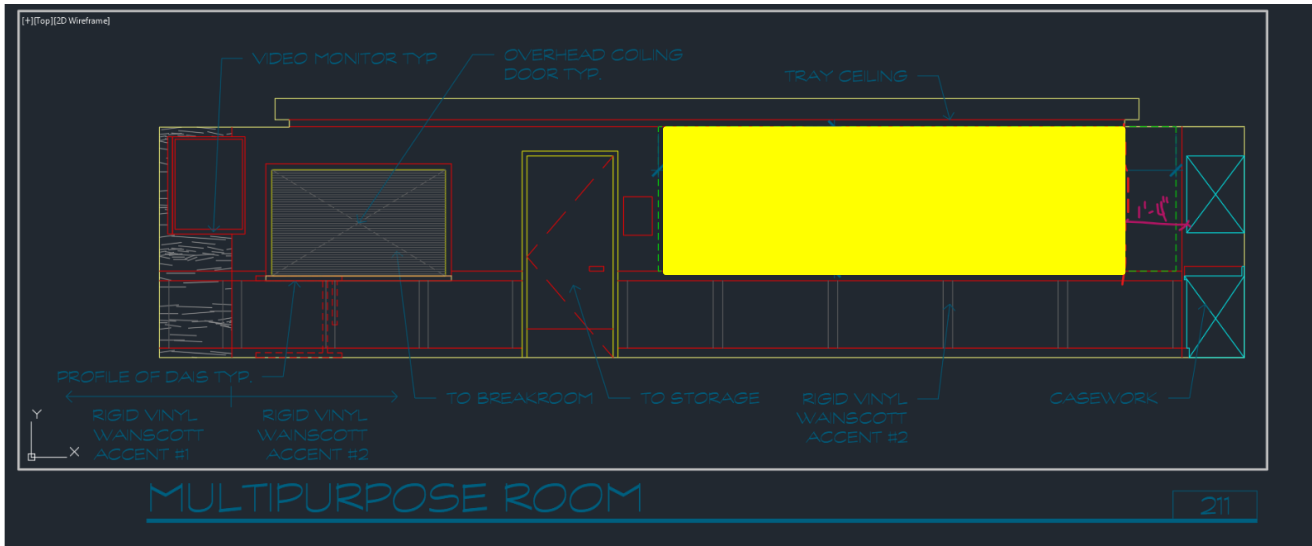 [+][Top][2D Wireframe]
VIDEO MONITOR TYP
OVERHEAD COILING
DOOR TYP.
TRAY CEILING
1'-4"
PROFILE OF DAIS TYP.
TO BREAKROOM
TO STORAGE
RIGID VINYL
WAINSCOTT
ACCENT #2
CASEWORK
Y
X
RIGID VINYL
WAINSCOTT
ACCENT #1
RIGID VINYL
WAINSCOTT
ACCENT #2
MULTIPURPOSE ROOM
211